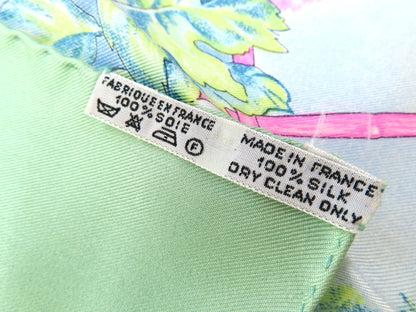 FABRIQUE EN FRANCE
100% SOIE
F
MADE IN FRANCE
100% SILK
DRY CLEAN ONLY